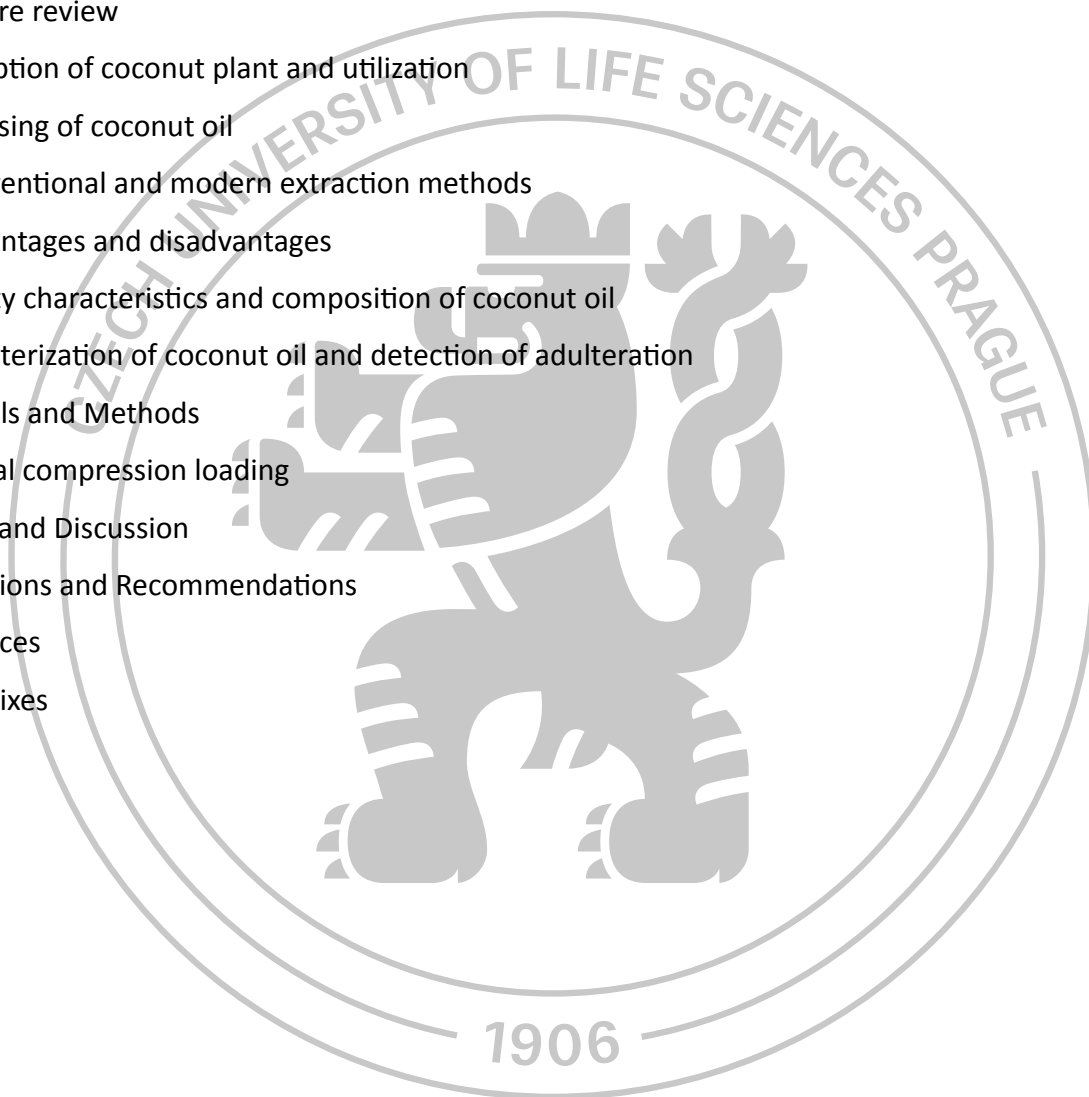 re review
ption of coconut plant and utilization
sing of coconut oil
entional and modern extraction methods
ntages and disadvantages
y characteristics and composition of coconut oil
terization of coconut oil and detection of adulteration
ls and Methods
al compression loading
and Discussion
ions and Recommendations
ces
ixes
CZECH UNIVERSITY OF LIFE SCIENCES PRAGUE
1906